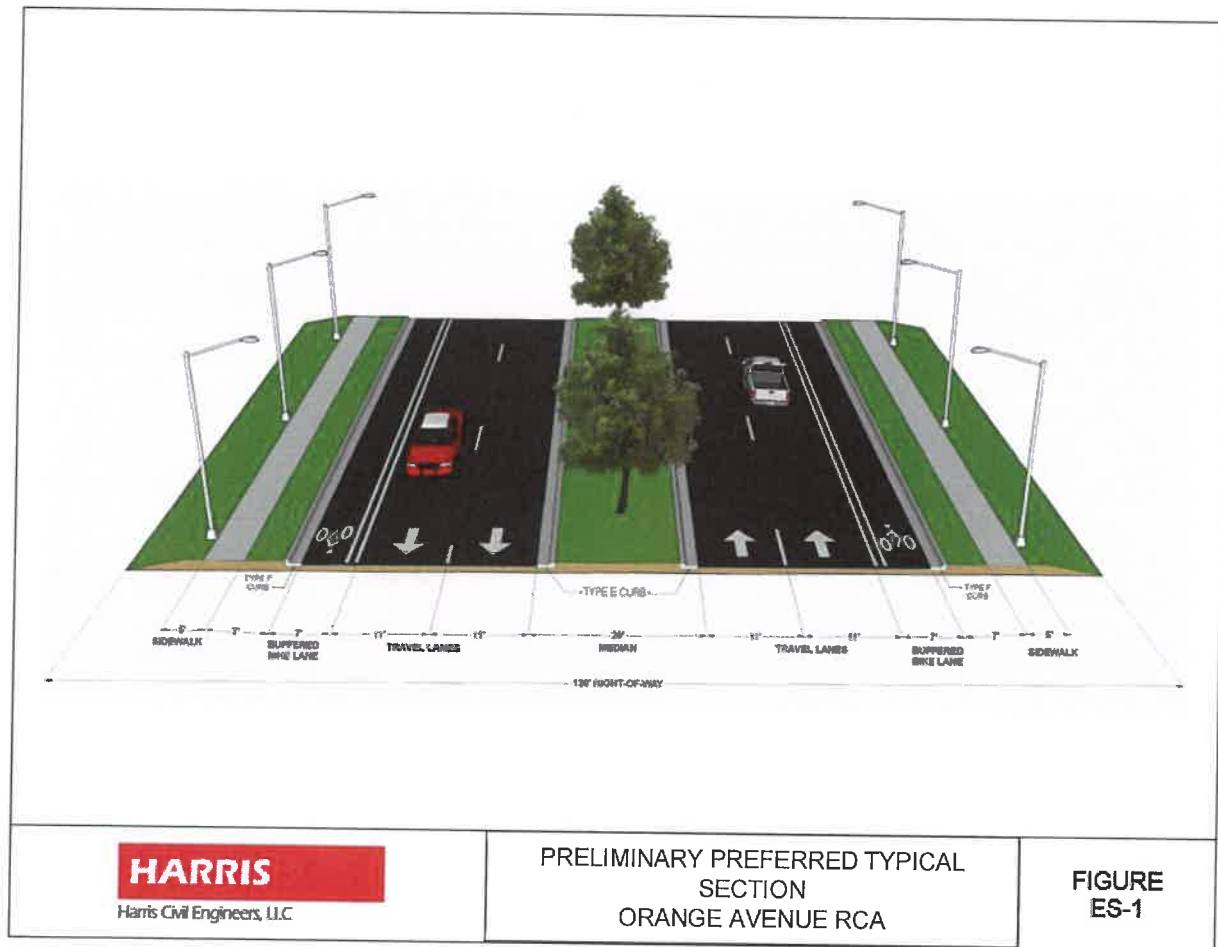 TYPE F
CURB
TYPE E CURB
TYPE F
CURB
5'
7'
7'
11'
11'
11'
11'
7'
7'
5'
SIDEWALK
BUFFERED
BIKE LANE
TRAVEL LANES
MEDIAN
TRAVEL LANES
BUFFERED
BIKE LANE
SIDEWALK
RIGHT-OF-WAY
HARRIS
Harris Civil Engineers, LLC
PRELIMINARY PREFERRED TYPICAL
SECTION
ORANGE AVENUE RCA
FIGURE
ES-1